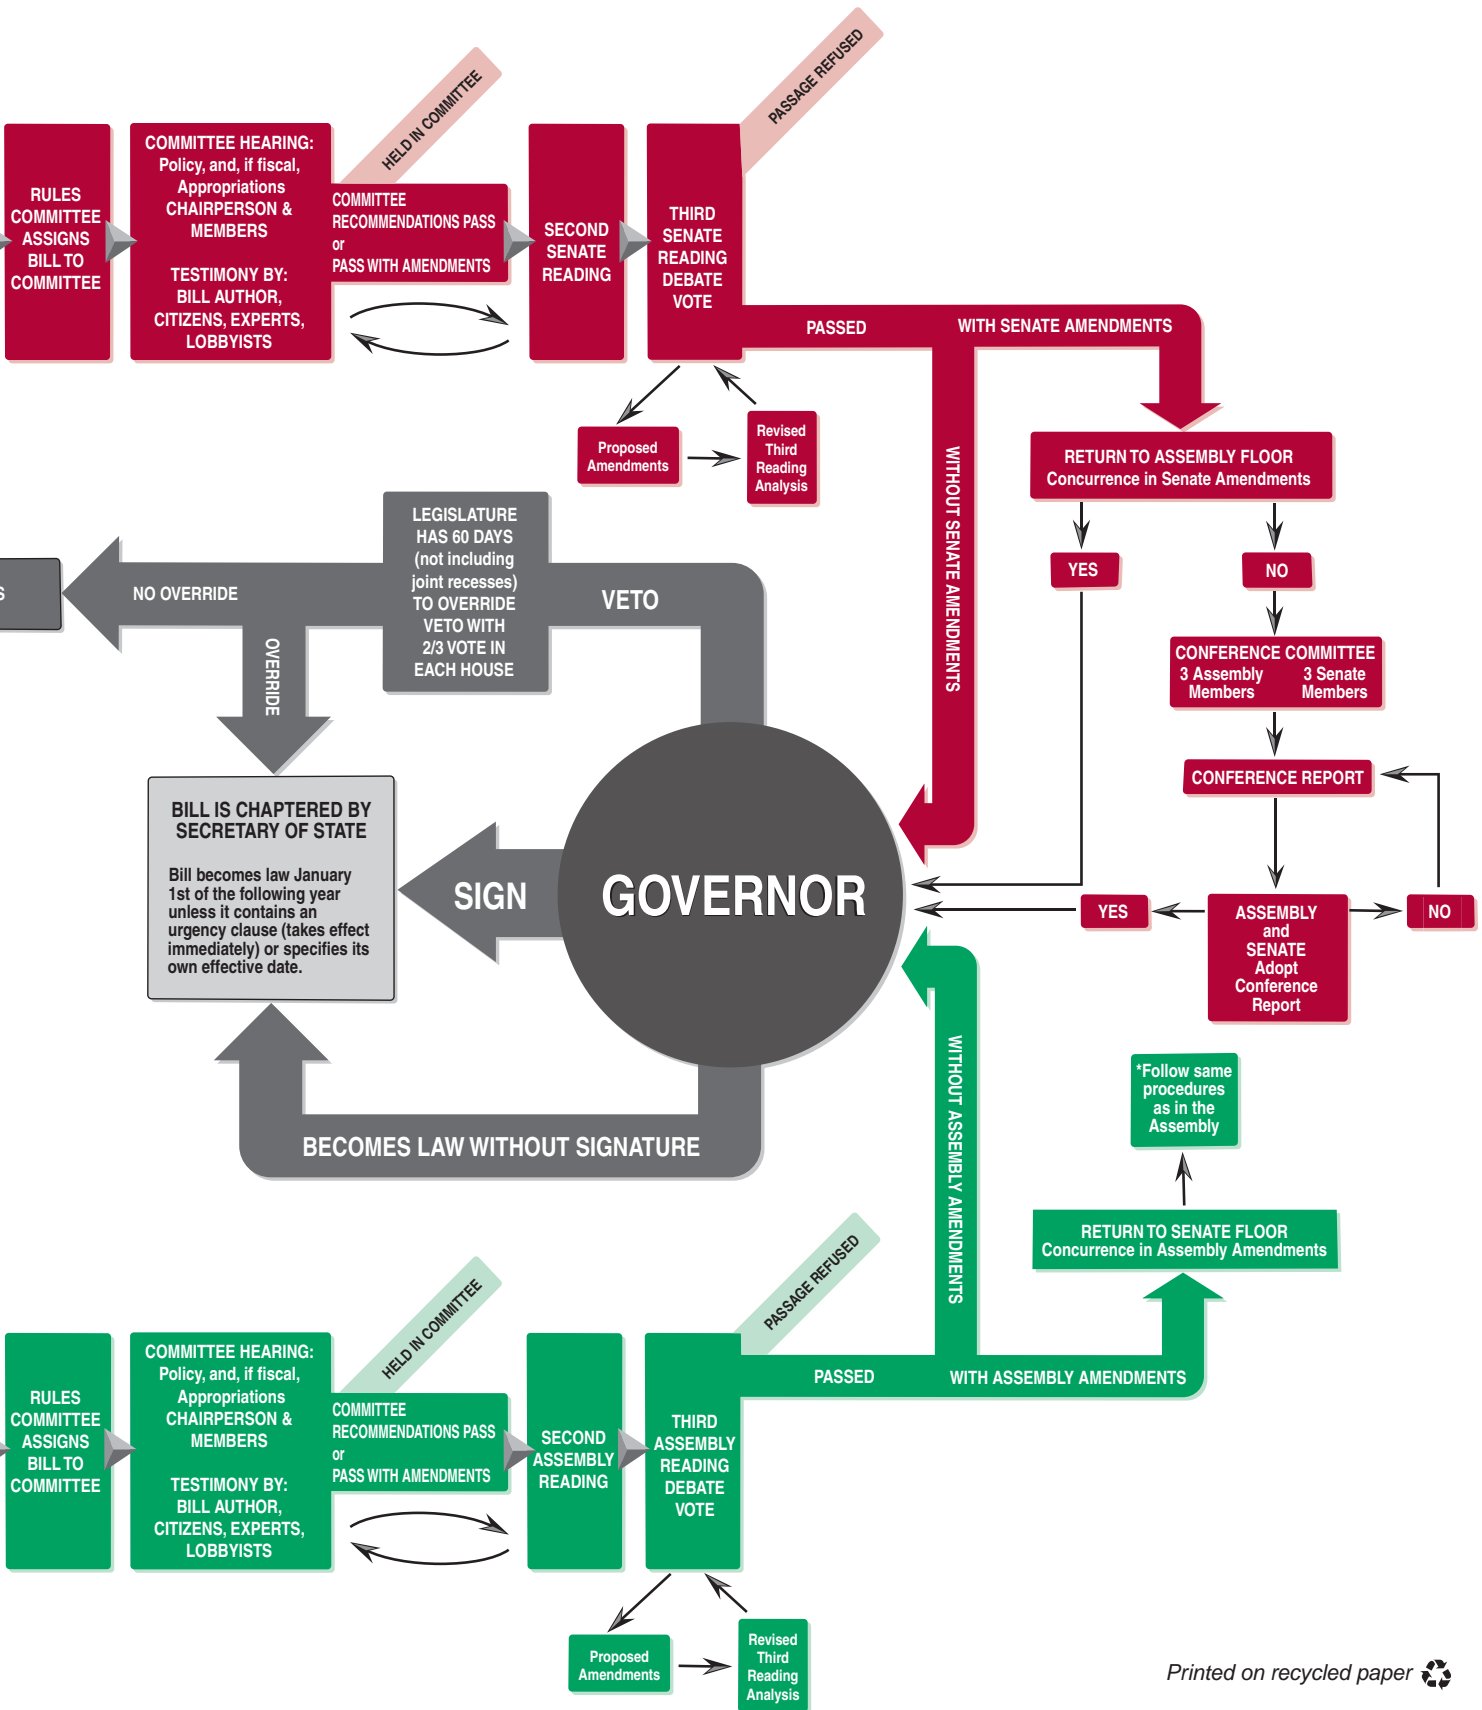 RULES
COMMITTEE
ASSIGNS
BILL TO
COMMITTEE
COMMITTEE HEARING:
Policy, and, if fiscal,
Appropriations
CHAIRPERSON &
MEMBERS
TESTIMONY BY:
BILL AUTHOR,
CITIZENS, EXPERTS,
LOBBYISTS
HELD IN COMMITTEE
COMMITTEE
RECOMMENDATIONS PASS
or
PASS WITH AMENDMENTS
SECOND
SENATE
READING
THIRD
SENATE
READING
DEBATE
VOTE
PASSAGE REFUSED
PASSED
WITH SENATE AMENDMENTS
Proposed
Amendments
Revised
Third
Reading
Analysis
WITHOUT SENATE AMENDMENTS
RETURN TO ASSEMBLY FLOOR
Concurrence in Senate Amendments
YES
NO
CONFERENCE COMMITTEE
3 Assembly 3 Senate
Members Members
CONFERENCE REPORT
YES
ASSEMBLY
and
SENATE
Adopt
Conference
Report
NO
S
NO OVERRIDE
OVERRIDE
LEGISLATURE
HAS 60 DAYS
(not including
joint recesses)
TO OVERRIDE
VETO WITH
2/3 VOTE IN
EACH HOUSE
VETO
BILL IS CHAPTERED BY
SECRETARY OF STATE
Bill becomes law January
1st of the following year
unless it contains an
urgency clause (takes effect
immediately) or specifies its
own effective date.
SIGN
GOVERNOR
BECOMES LAW WITHOUT SIGNATURE
WITHOUT ASSEMBLY AMENDMENTS
*Follow same
procedures
as in the
Assembly
RETURN TO SENATE FLOOR
Concurrence in Assembly Amendments
RULES
COMMITTEE
ASSIGNS
BILL TO
COMMITTEE
COMMITTEE HEARING:
Policy, and, if fiscal,
Appropriations
CHAIRPERSON &
MEMBERS
TESTIMONY BY:
BILL AUTHOR,
CITIZENS, EXPERTS,
LOBBYISTS
HELD IN COMMITTEE
COMMITTEE
RECOMMENDATIONS PASS
or
PASS WITH AMENDMENTS
SECOND
ASSEMBLY
READING
THIRD
ASSEMBLY
READING
DEBATE
VOTE
PASSAGE REFUSED
PASSED
WITH ASSEMBLY AMENDMENTS
Proposed
Amendments
Revised
Third
Reading
Analysis
Printed on recycled paper